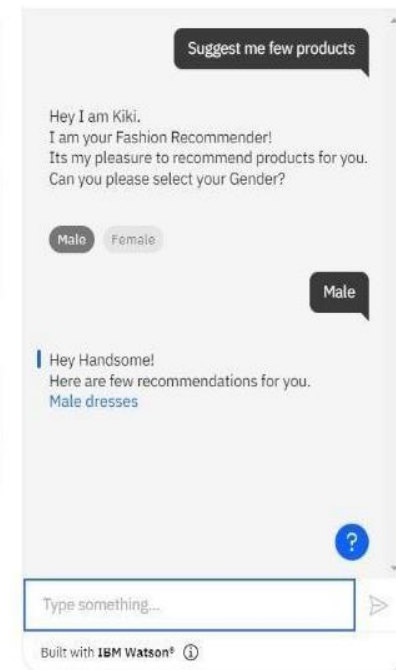 Suggest me few products
Hey I am Kiki.
I am your Fashion Recommender!
Its my pleasure to recommend products for you.
Can you please select your Gender?
Male Female
Male
Hey Handsome!
Here are few recommendations for you.
Male dresses
?
Type something...
Built with IBM Watson® ⓘ